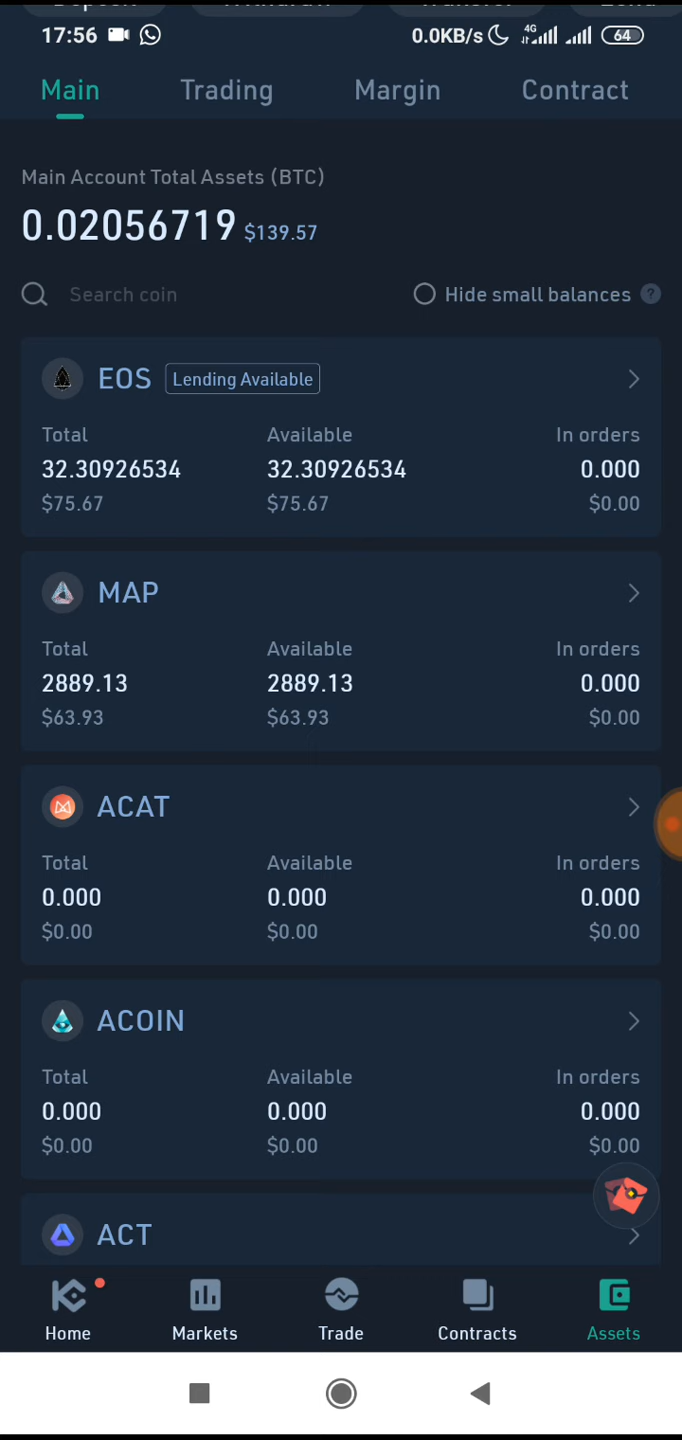 17:56 0.0KB/s 4G 64
Main Trading Margin Contract
Main Account Total Assets (BTC)
0.02056719 $139.57
Search coin Hide small balances ?
EOS Lending Available
Total Available In orders
32.30926534 32.30926534 0.000
$75.67 $75.67 $0.00
MAP
Total Available In orders
2889.13 2889.13 0.000
$63.93 $63.93 $0.00
ACAT
Total Available In orders
0.000 0.000 0.000
$0.00 $0.00 $0.00
ACOIN
Total Available In orders
0.000 0.000 0.000
$0.00 $0.00 $0.00
ACT
Home Markets Trade Contracts Assets